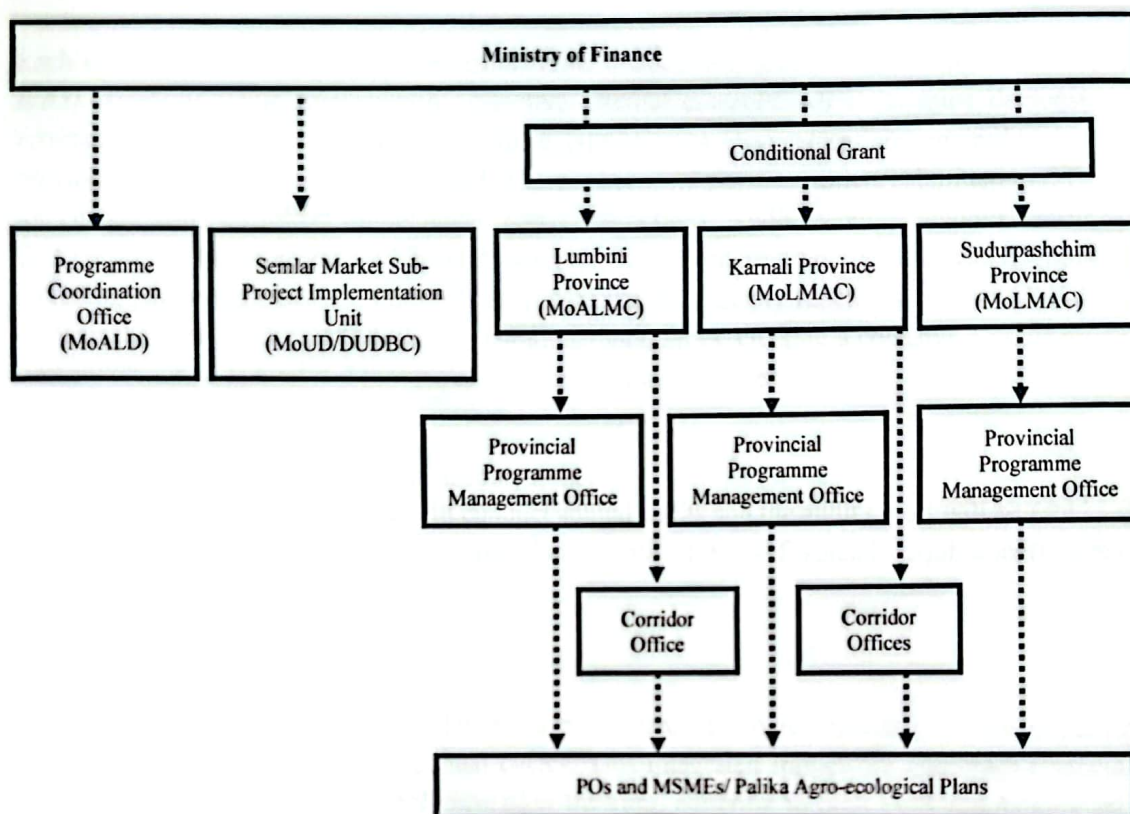 Ministry of Finance
Conditional Grant
Programme
Coordination
Office
(MoALD)
Semlar Market Sub-
Project Implementation
Unit
(MoUD/DUDBC)
Lumbini
Province
(MoALMC)
Karnali Province
(MoLMAC)
Sudurpashchim
Province
(MoLMAC)
Provincial
Programme
Management Office
Provincial
Programme
Management Office
Provincial
Programme
Management Office
Corridor
Office
Corridor
Offices
POs and MSMEs/ Palika Agro-ecological Plans